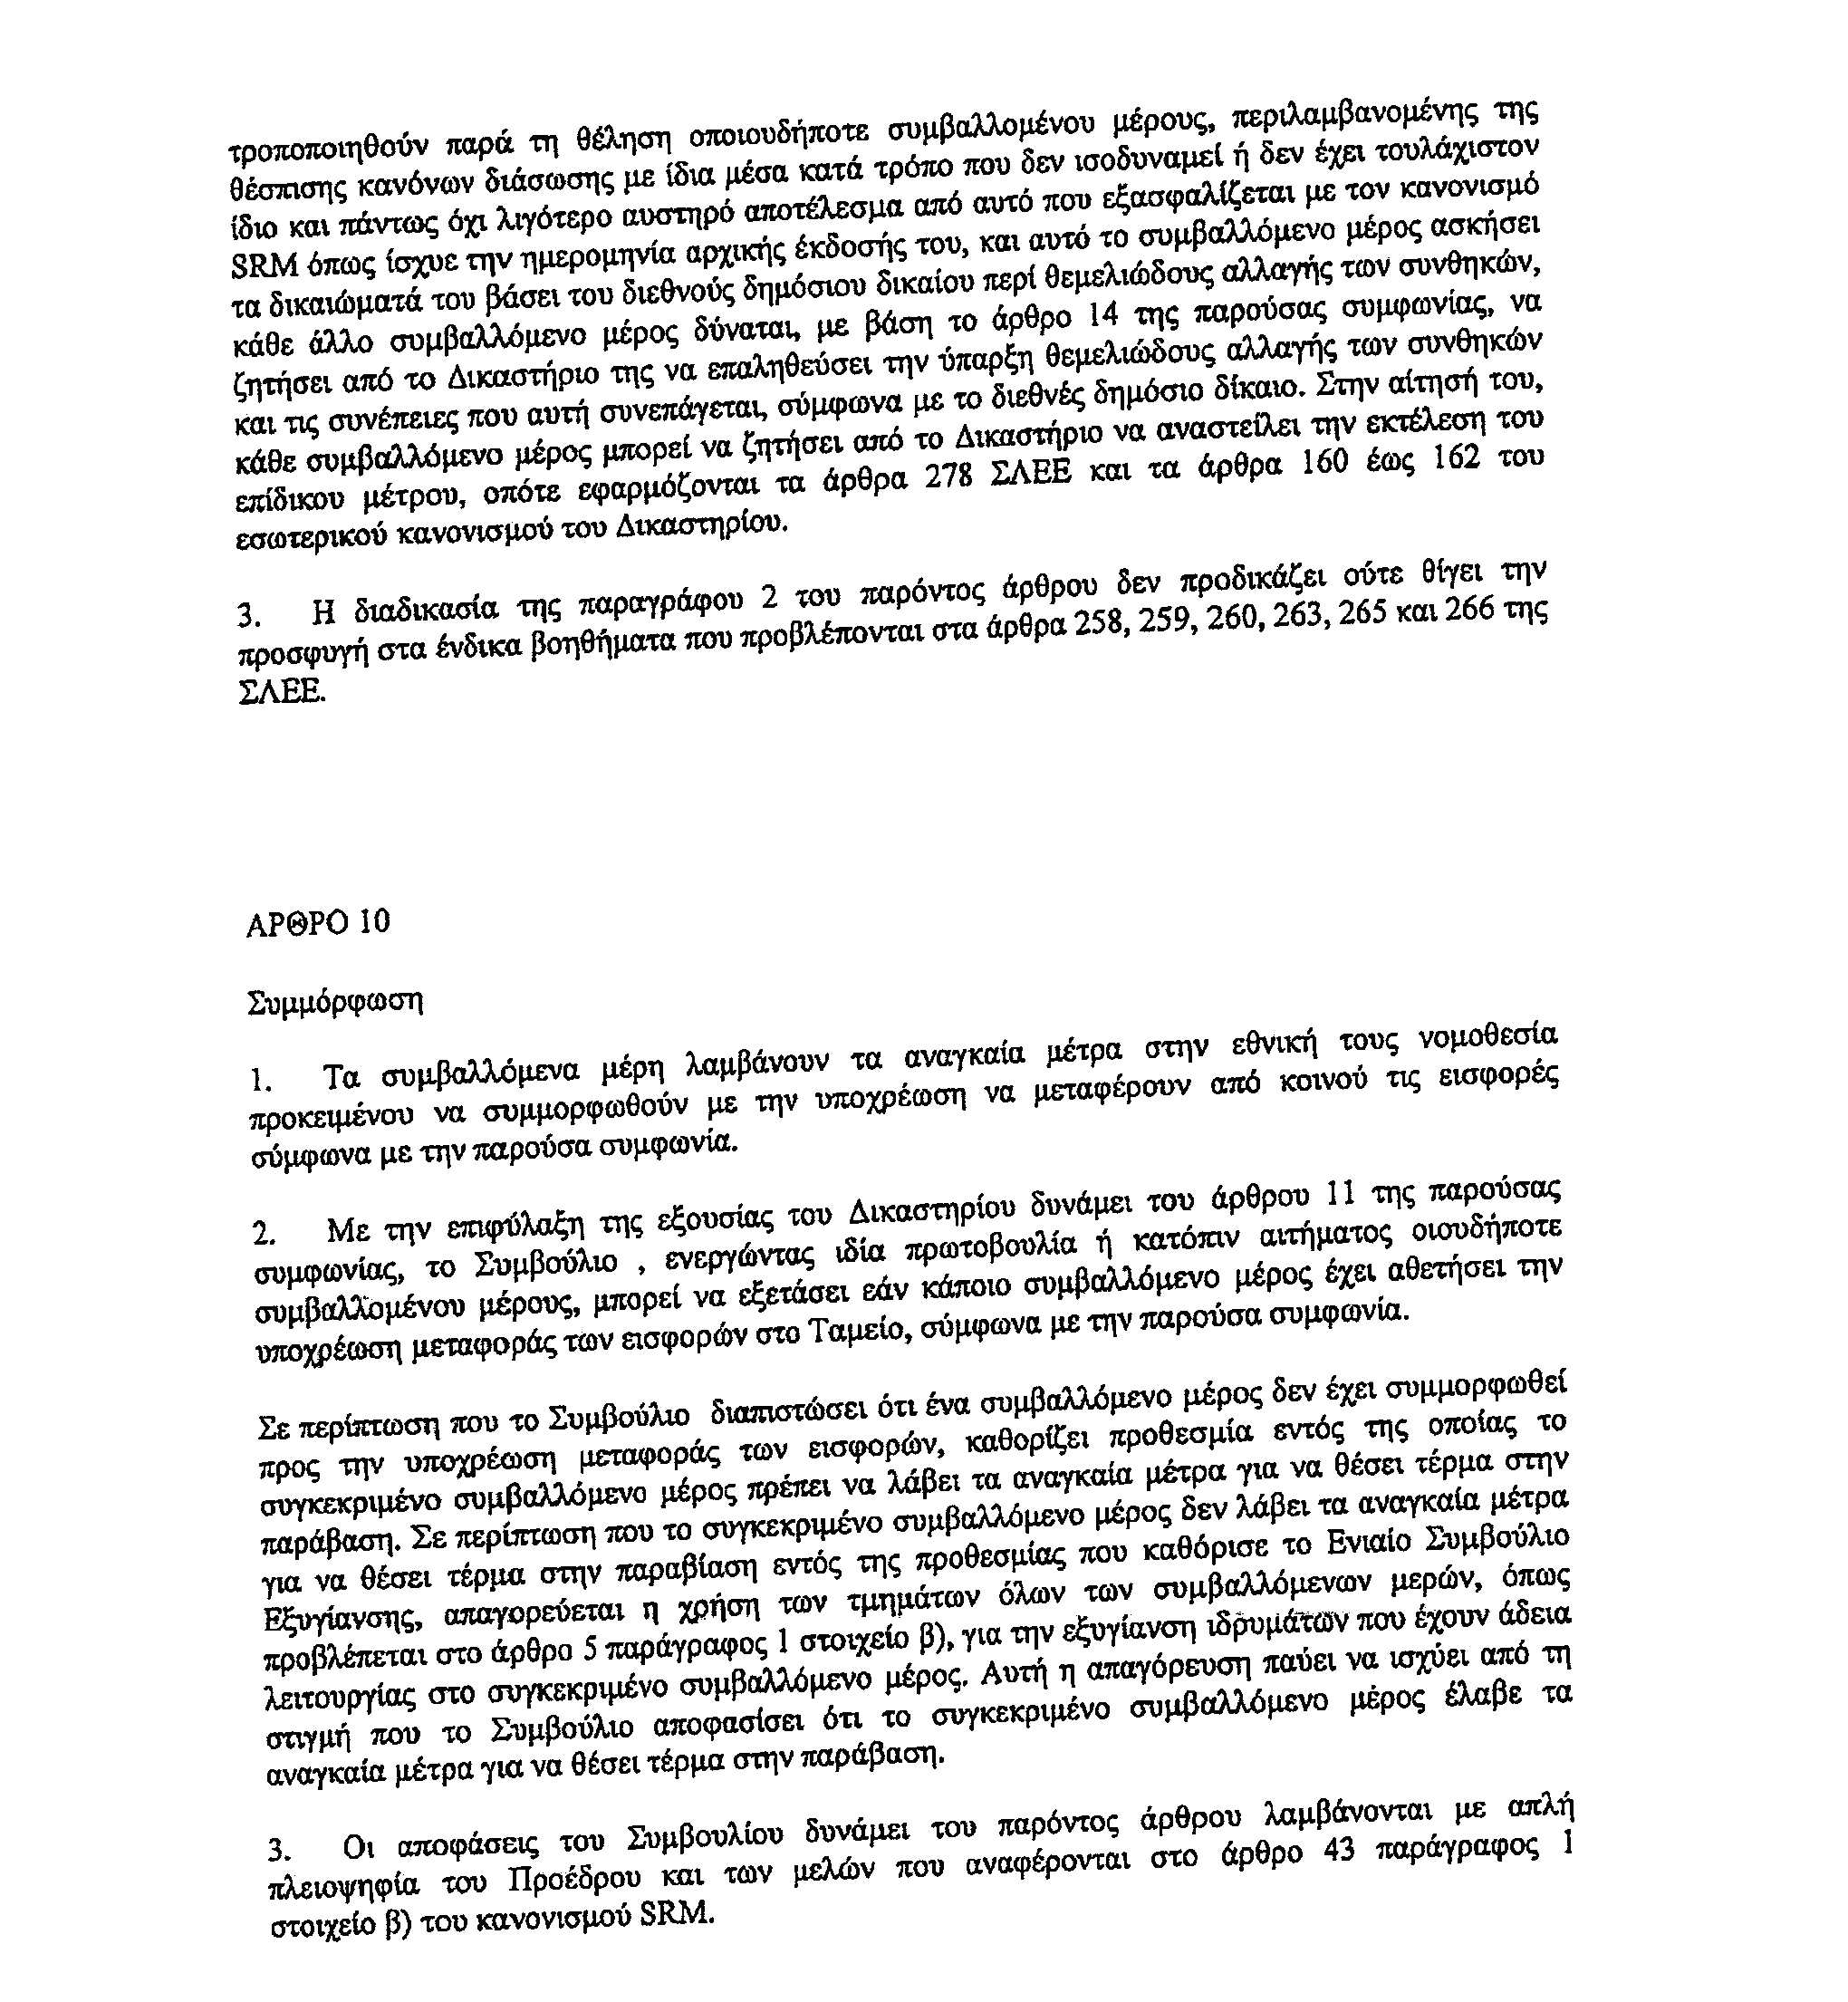 τροποποιηθούν παρά τη θέληση οποιουδήποτε συμβαλλομένου μέρους, περιλαμβανομένης της
θέσπισης κανόνων διάσωσης με ίδια μέσα κατά τρόπο που δεν ισοδυναμεί ή δεν έχει τουλάχιστον
ίδιο και πάντως όχι λιγότερο αυστηρό αποτέλεσμα από αυτό που εξασφαλίζεται με τον κανονισμό
SRM όπως ίσχυε την ημερομηνία αρχικής έκδοσής του, και αυτό το συμβαλλόμενο μέρος ασκήσει
τα δικαιώματά του βάσει του διεθνούς δημόσιου δικαίου περί θεμελιώδους αλλαγής των συνθηκών,
κάθε άλλο συμβαλλόμενο μέρος δύναται, με βάση το άρθρο 14 της παρούσας συμφωνίας, να
ζητήσει από το Δικαστήριο της να επαληθεύσει την ύπαρξη θεμελιώδους αλλαγής των συνθηκών
και τις συνέπειες που αυτή συνεπάγεται, σύμφωνα με το διεθνές δημόσιο δίκαιο. Στην αίτησή του,
κάθε συμβαλλόμενο μέρος μπορεί να ζητήσει από το Δικαστήριο να αναστείλει την εκτέλεση του
επίδικου μέτρου, οπότε εφαρμόζονται τα άρθρα 278 ΣΛΕΕ και τα άρθρα 160 έως 162 του
εσωτερικού κανονισμού του Δικαστηρίου.
3. Η διαδικασία της παραγράφου 2 του παρόντος άρθρου δεν προδικάζει ούτε θίγει την
προσφυγή στα ένδικα βοηθήματα που προβλέπονται στα άρθρα 258, 259, 260, 263, 265 και 266 της
ΣΛΕΕ.
ΑΡΘΡΟ 10
Συμμόρφωση
1. Τα συμβαλλόμενα μέρη λαμβάνουν τα αναγκαία μέτρα στην εθνική τους νομοθεσία
προκειμένου να συμμορφωθούν με την υποχρέωση να μεταφέρουν από κοινού τις εισφορές
σύμφωνα με την παρούσα συμφωνία.
2. Με την επιφύλαξη της εξουσίας του Δικαστηρίου δυνάμει του άρθρου 11 της παρούσας
συμφωνίας, το Συμβούλιο , ενεργώντας ιδία πρωτοβουλία ή κατόπιν αιτήματος οιουδήποτε
συμβαλλομένου μέρους, μπορεί να εξετάσει εάν κάποιο συμβαλλόμενο μέρος έχει αθετήσει την
υποχρέωση μεταφοράς των εισφορών στο Ταμείο, σύμφωνα με την παρούσα συμφωνία.
Σε περίπτωση που το Συμβούλιο διαπιστώσει ότι ένα συμβαλλόμενο μέρος δεν έχει συμμορφωθεί
προς την υποχρέωση μεταφοράς των εισφορών, καθορίζει προθεσμία εντός της οποίας το
συγκεκριμένο συμβαλλόμενο μέρος πρέπει να λάβει τα αναγκαία μέτρα για να θέσει τέρμα στην
παράβαση. Σε περίπτωση που το συγκεκριμένο συμβαλλόμενο μέρος δεν λάβει τα αναγκαία μέτρα
για να θέσει τέρμα στην παραβίαση εντός της προθεσμίας που καθόρισε το Ενιαίο Συμβούλιο
Εξυγίανσης, απαγορεύεται η χρήση των τμημάτων όλων των συμβαλλόμενων μερών, όπως
προβλέπεται στο άρθρο 5 παράγραφος 1 στοιχείο β), για την εξυγίανση ιδρυμάτων που έχουν άδεια
λειτουργίας στο συγκεκριμένο συμβαλλόμενο μέρος. Αυτή η απαγόρευση παύει να ισχύει από τη
στιγμή που το Συμβούλιο αποφασίσει ότι το συγκεκριμένο συμβαλλόμενο μέρος έλαβε τα
αναγκαία μέτρα για να θέσει τέρμα στην παράβαση.
3. Οι αποφάσεις του Συμβουλίου δυνάμει του παρόντος άρθρου λαμβάνονται με απλή
πλειοψηφία του Προέδρου και των μελών που αναφέρονται στο άρθρο 43 παράγραφος 1
στοιχείο β) του κανονισμού SRM.